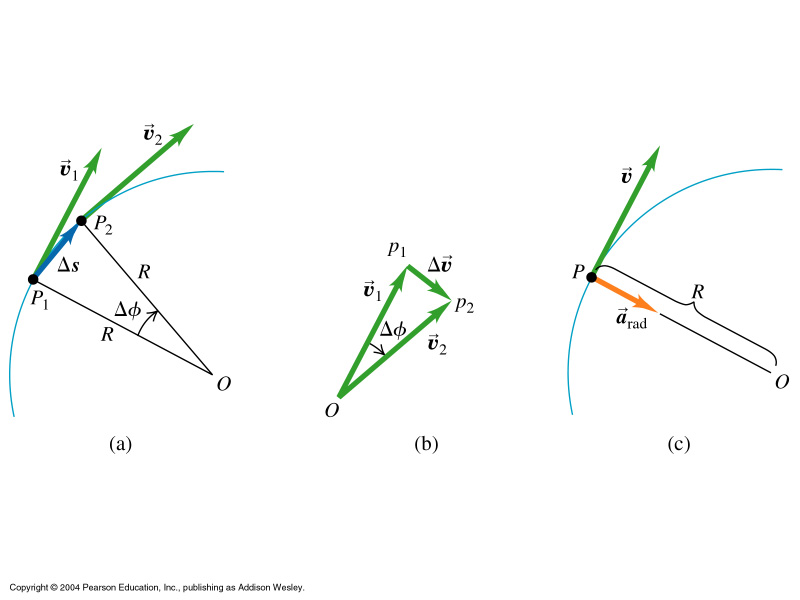 v⃗₁
v⃗₂
P₂
Δs
P₁
R
Δϕ
R
O
(a)
p₁
Δv⃗
v⃗₁
p₂
Δϕ
v⃗₂
O
(b)
v⃗
P
R
a⃗rad
O
(c)
Copyright © 2004 Pearson Education, Inc., publishing as Addison Wesley.